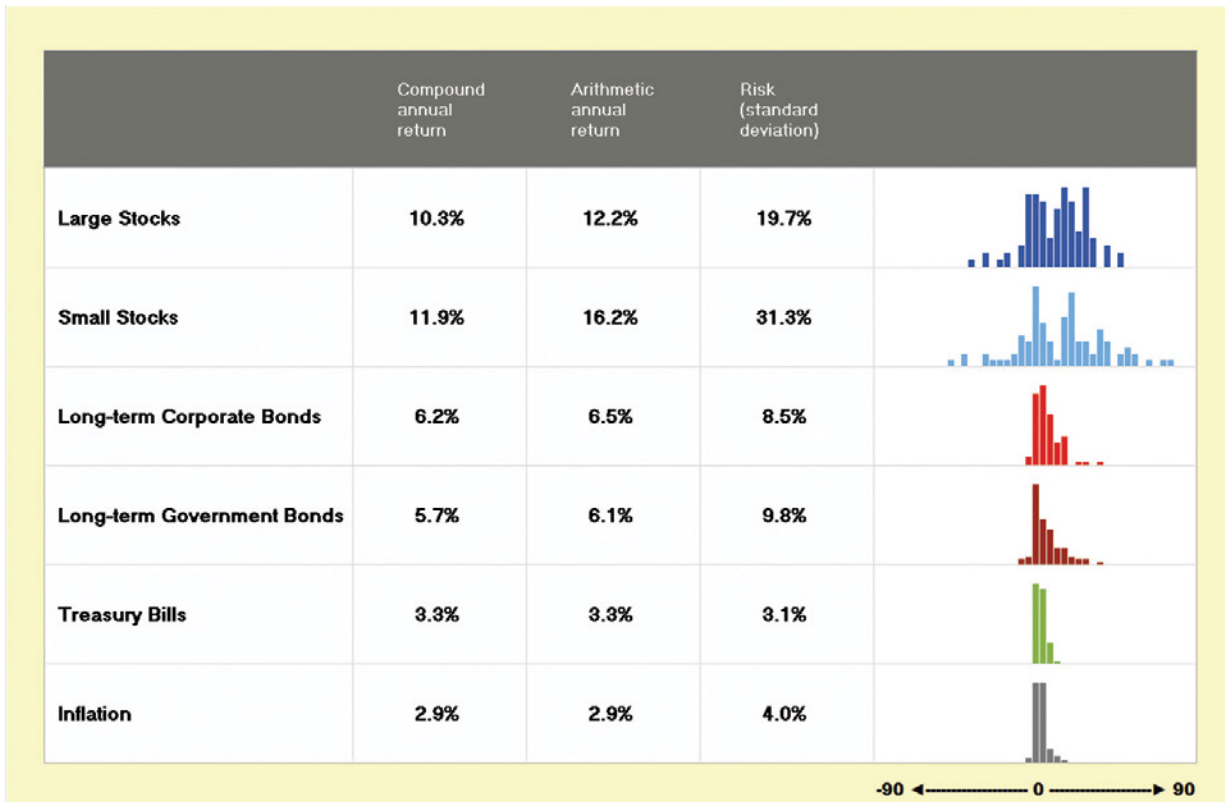 Compound annual return
Arithmetic annual return
Risk (standard deviation)
Large Stocks 10.3% 12.2% 19.7%
Small Stocks 11.9% 16.2% 31.3%
Long-term Corporate Bonds 6.2% 6.5% 8.5%
Long-term Government Bonds 5.7% 6.1% 9.8%
Treasury Bills 3.3% 3.3% 3.1%
Inflation 2.9% 2.9% 4.0%
-90 0 90